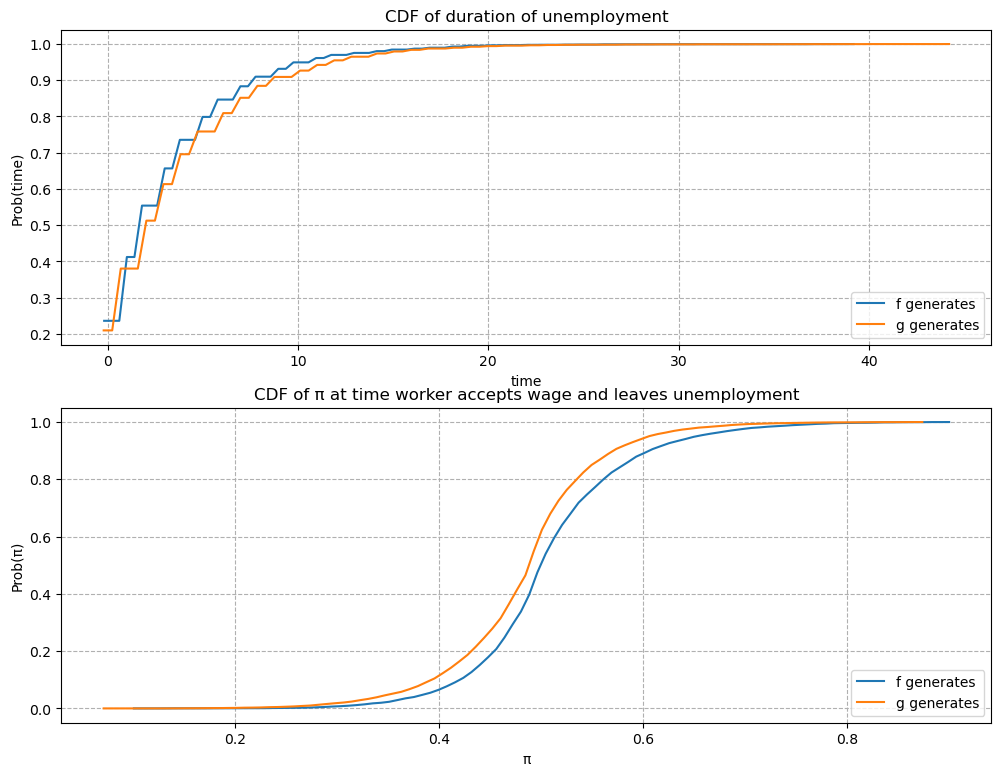 CDF of duration of unemployment
Prob(time)
1.0
0.9
0.8
0.7
0.6
0.5
0.4
0.3
0.2
f generates
g generates
0 10 20 30 40
time
CDF of π at time worker accepts wage and leaves unemployment
Prob(π)
1.0
0.8
0.6
0.4
0.2
0.0
f generates
g generates
0.2 0.4 0.6 0.8
π